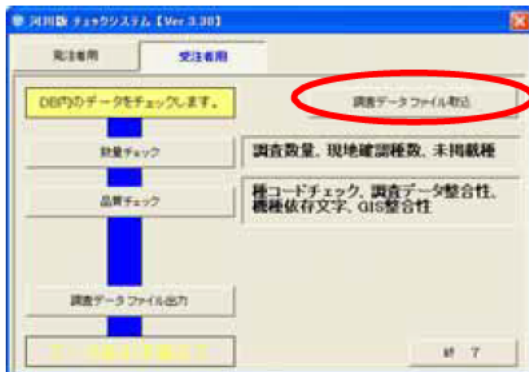 河川版 チェックシステム【Ver 3.30】
発注者用
受注者用
DB内のデータをチェックします。
調査データファイル取込
数量チェック
調査数量、現地確認種数、未掲載種
品質チェック
種コードチェック、調査データ整合性、
機種依存文字、GIS整合性
調査データファイル出力
終 了